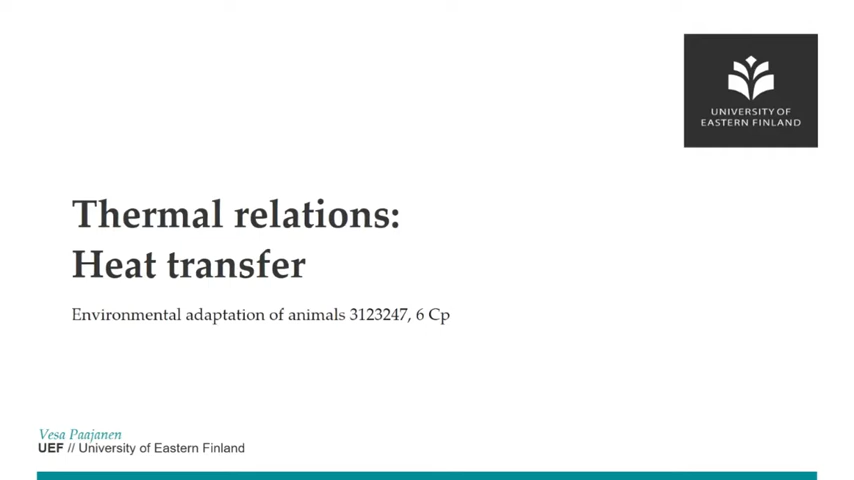 UNIVERSITY OF
EASTERN FINLAND
Thermal relations:
Heat transfer
Environmental adaptation of animals 3123247, 6 Cp
Vesa Paajanen
UEF // University of Eastern Finland